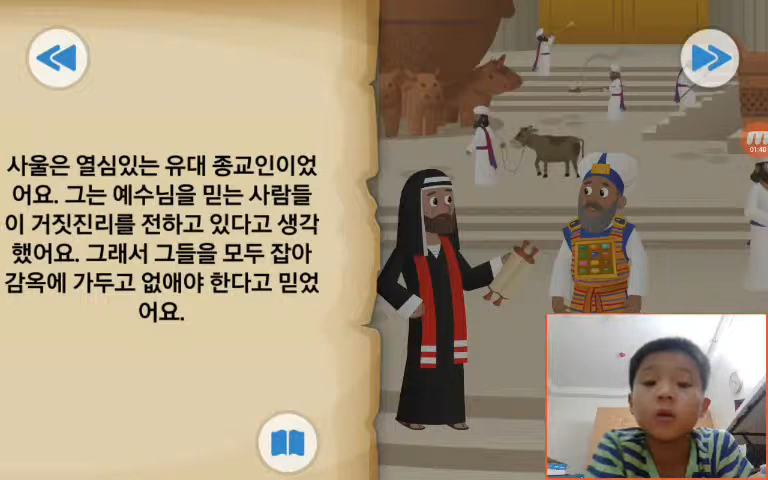 사울은 열심있는 유대 종교인이었
어요. 그는 예수님을 믿는 사람들
이 거짓진리를 전하고 있다고 생각
했어요. 그래서 그들을 모두 잡아
감옥에 가두고 없애야 한다고 믿었
어요.
01:40